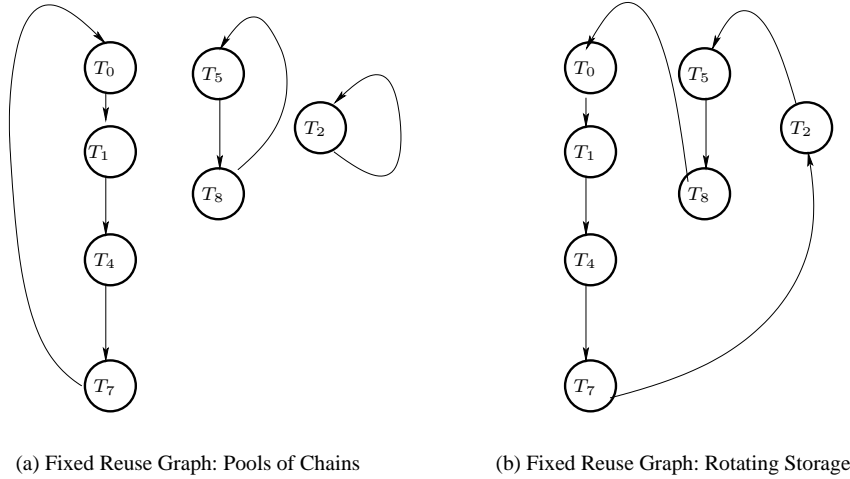 T0
T5
T1
T2
T8
T4
T7
(a) Fixed Reuse Graph: Pools of Chains
T0
T5
T1
T2
T8
T4
T7
(b) Fixed Reuse Graph: Rotating Storage